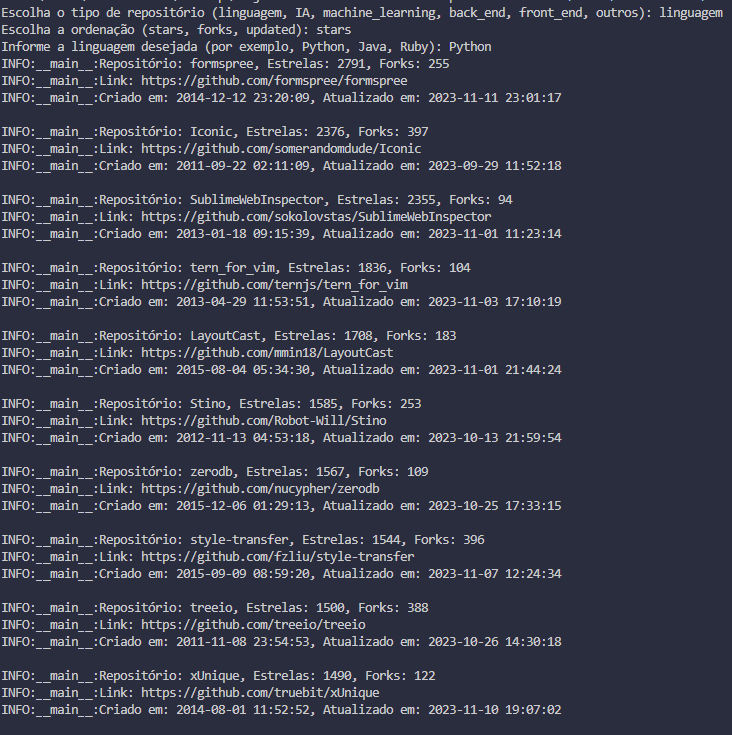 Escolha o tipo de repositório (linguagem, IA, machine_learning, back_end, front_end, outros): linguagem
Escolha a ordenação (stars, forks, updated): stars
Informe a linguagem desejada (por exemplo, Python, Java, Ruby): Python
INFO:__main__:Repositório: formspree, Estrelas: 2791, Forks: 255
INFO:__main__:Link: https://github.com/formspree/formspree
INFO:__main__:Criado em: 2014-12-12 23:20:09, Atualizado em: 2023-11-11 23:01:17
INFO:__main__:Repositório: Iconic, Estrelas: 2376, Forks: 397
INFO:__main__:Link: https://github.com/somerandomdude/Iconic
INFO:__main__:Criado em: 2011-09-22 02:11:09, Atualizado em: 2023-09-29 11:52:18
INFO:__main__:Repositório: SublimeWebInspector, Estrelas: 2355, Forks: 94
INFO:__main__:Link: https://github.com/sokolovstas/SublimeWebInspector
INFO:__main__:Criado em: 2013-01-18 09:15:39, Atualizado em: 2023-11-01 11:23:14
INFO:__main__:Repositório: tern_for_vim, Estrelas: 1836, Forks: 104
INFO:__main__:Link: https://github.com/ternjs/tern_for_vim
INFO:__main__:Criado em: 2013-04-29 11:53:51, Atualizado em: 2023-11-03 17:10:19
INFO:__main__:Repositório: LayoutCast, Estrelas: 1708, Forks: 183
INFO:__main__:Link: https://github.com/mmin18/LayoutCast
INFO:__main__:Criado em: 2015-08-04 05:34:30, Atualizado em: 2023-11-01 21:44:24
INFO:__main__:Repositório: Stino, Estrelas: 1585, Forks: 253
INFO:__main__:Link: https://github.com/Robot-Will/Stino
INFO:__main__:Criado em: 2012-11-13 04:53:18, Atualizado em: 2023-10-13 21:59:54
INFO:__main__:Repositório: zerodb, Estrelas: 1567, Forks: 109
INFO:__main__:Link: https://github.com/nucypher/zerodb
INFO:__main__:Criado em: 2015-12-06 01:29:13, Atualizado em: 2023-10-25 17:33:15
INFO:__main__:Repositório: style-transfer, Estrelas: 1544, Forks: 396
INFO:__main__:Link: https://github.com/fzliu/style-transfer
INFO:__main__:Criado em: 2015-09-09 08:59:20, Atualizado em: 2023-11-07 12:24:34
INFO:__main__:Repositório: treeio, Estrelas: 1500, Forks: 388
INFO:__main__:Link: https://github.com/treeio/treeio
INFO:__main__:Criado em: 2011-11-08 23:54:53, Atualizado em: 2023-10-26 14:30:18
INFO:__main__:Repositório: xUnique, Estrelas: 1490, Forks: 122
INFO:__main__:Link: https://github.com/truebit/xUnique
INFO:__main__:Criado em: 2014-08-01 11:52:52, Atualizado em: 2023-11-10 19:07:02